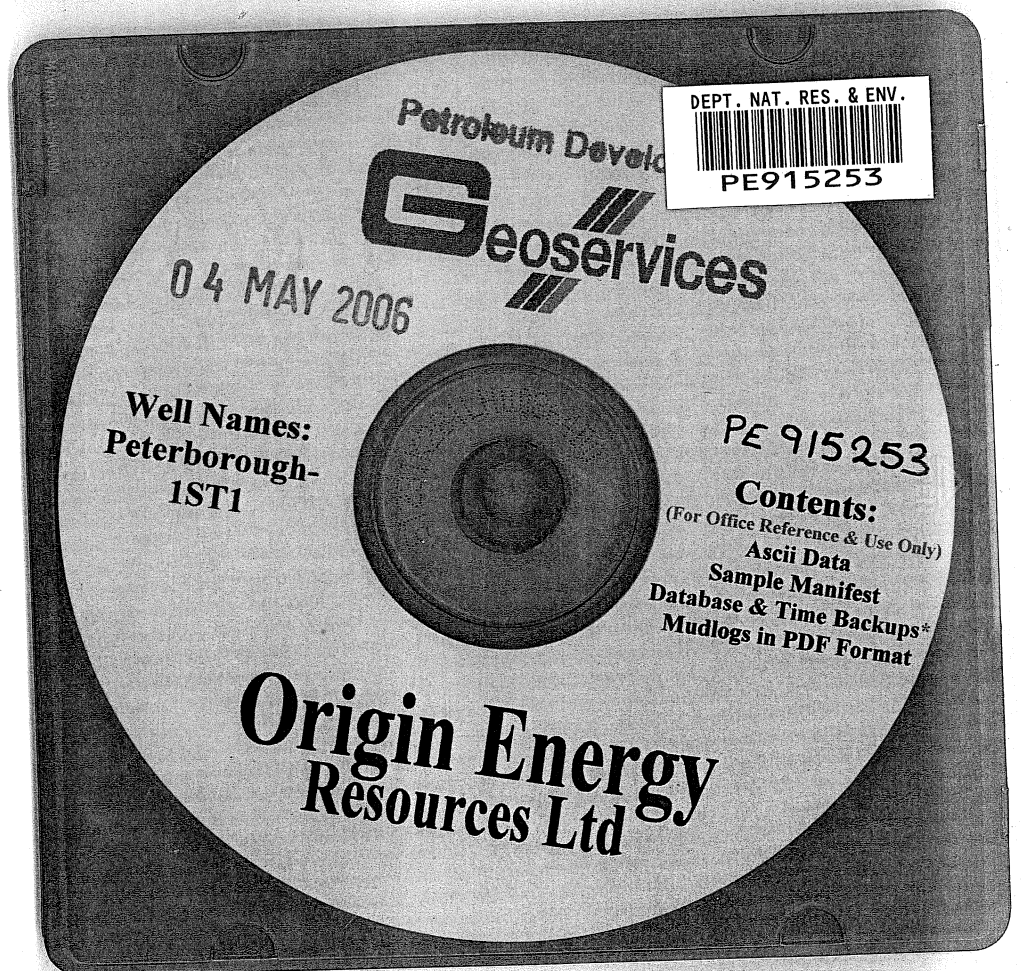 DEPT. NAT. RES. & ENV.
PE915253
Petroleum Develo
Geoservices
04 MAY 2006
Well Names:
Peterborough-
1ST1
PE 915253
Contents:
(For Office Reference & Use Only)
Ascii Data
Sample Manifest
Database & Time Backups*
Mudlogs in PDF Format
Origin Energy
Resources Ltd